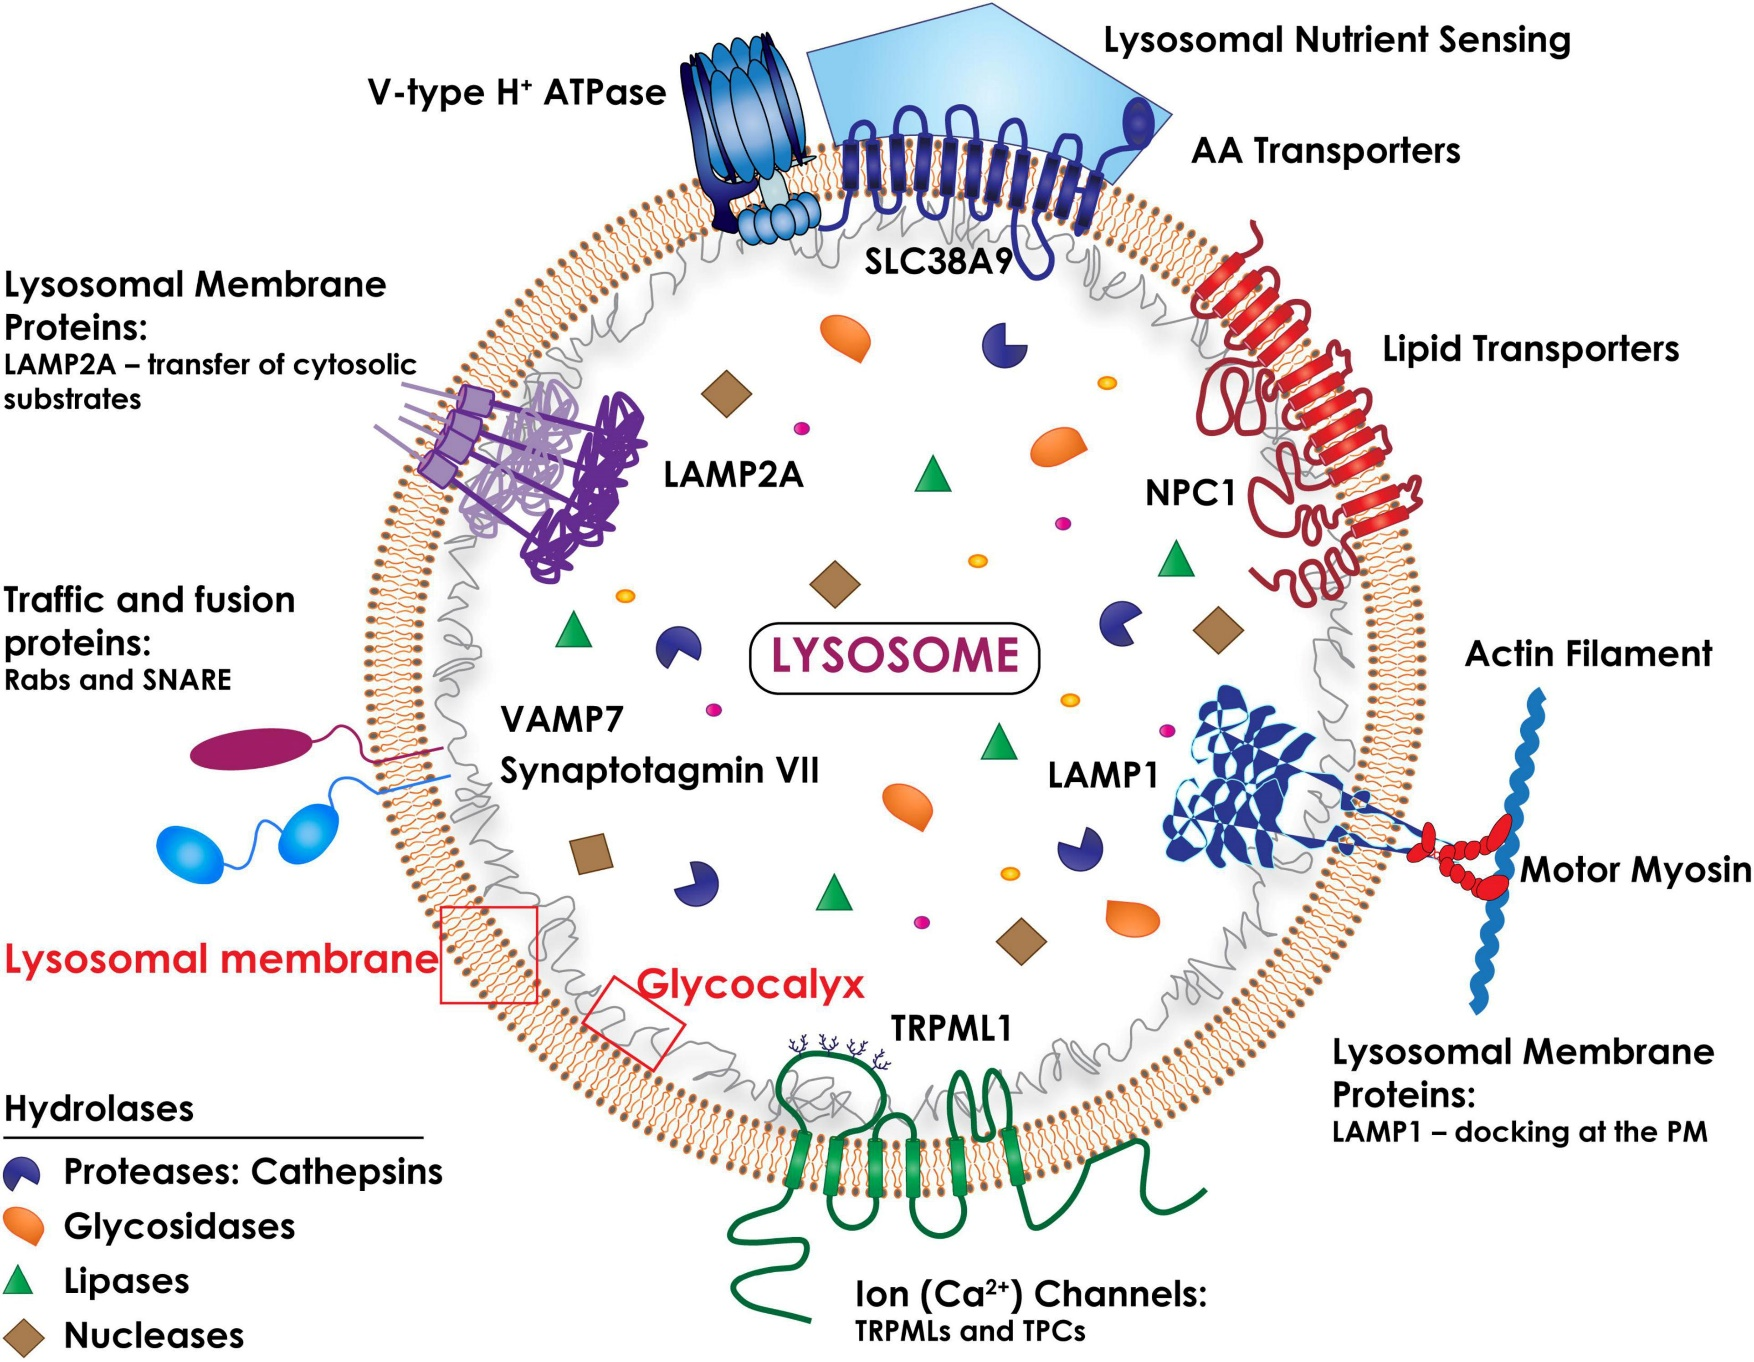 Lysosomal Nutrient Sensing
V-type H⁺ ATPase
AA Transporters
SLC38A9
Lysosomal Membrane
Proteins:
LAMP2A – transfer of cytosolic
substrates
Lipid Transporters
LAMP2A
NPC1
Traffic and fusion
proteins:
Rabs and SNARE
LYSOSOME
Actin Filament
VAMP7
Synaptotagmin VII
LAMP1
Motor Myosin
Lysosomal membrane
Glycocalyx
TRPML1
Lysosomal Membrane
Proteins:
LAMP1 – docking at the PM
Hydrolases
Proteases: Cathepsins
Glycosidases
Lipases
Nucleases
Ion (Ca²⁺) Channels:
TRPMLs and TPCs